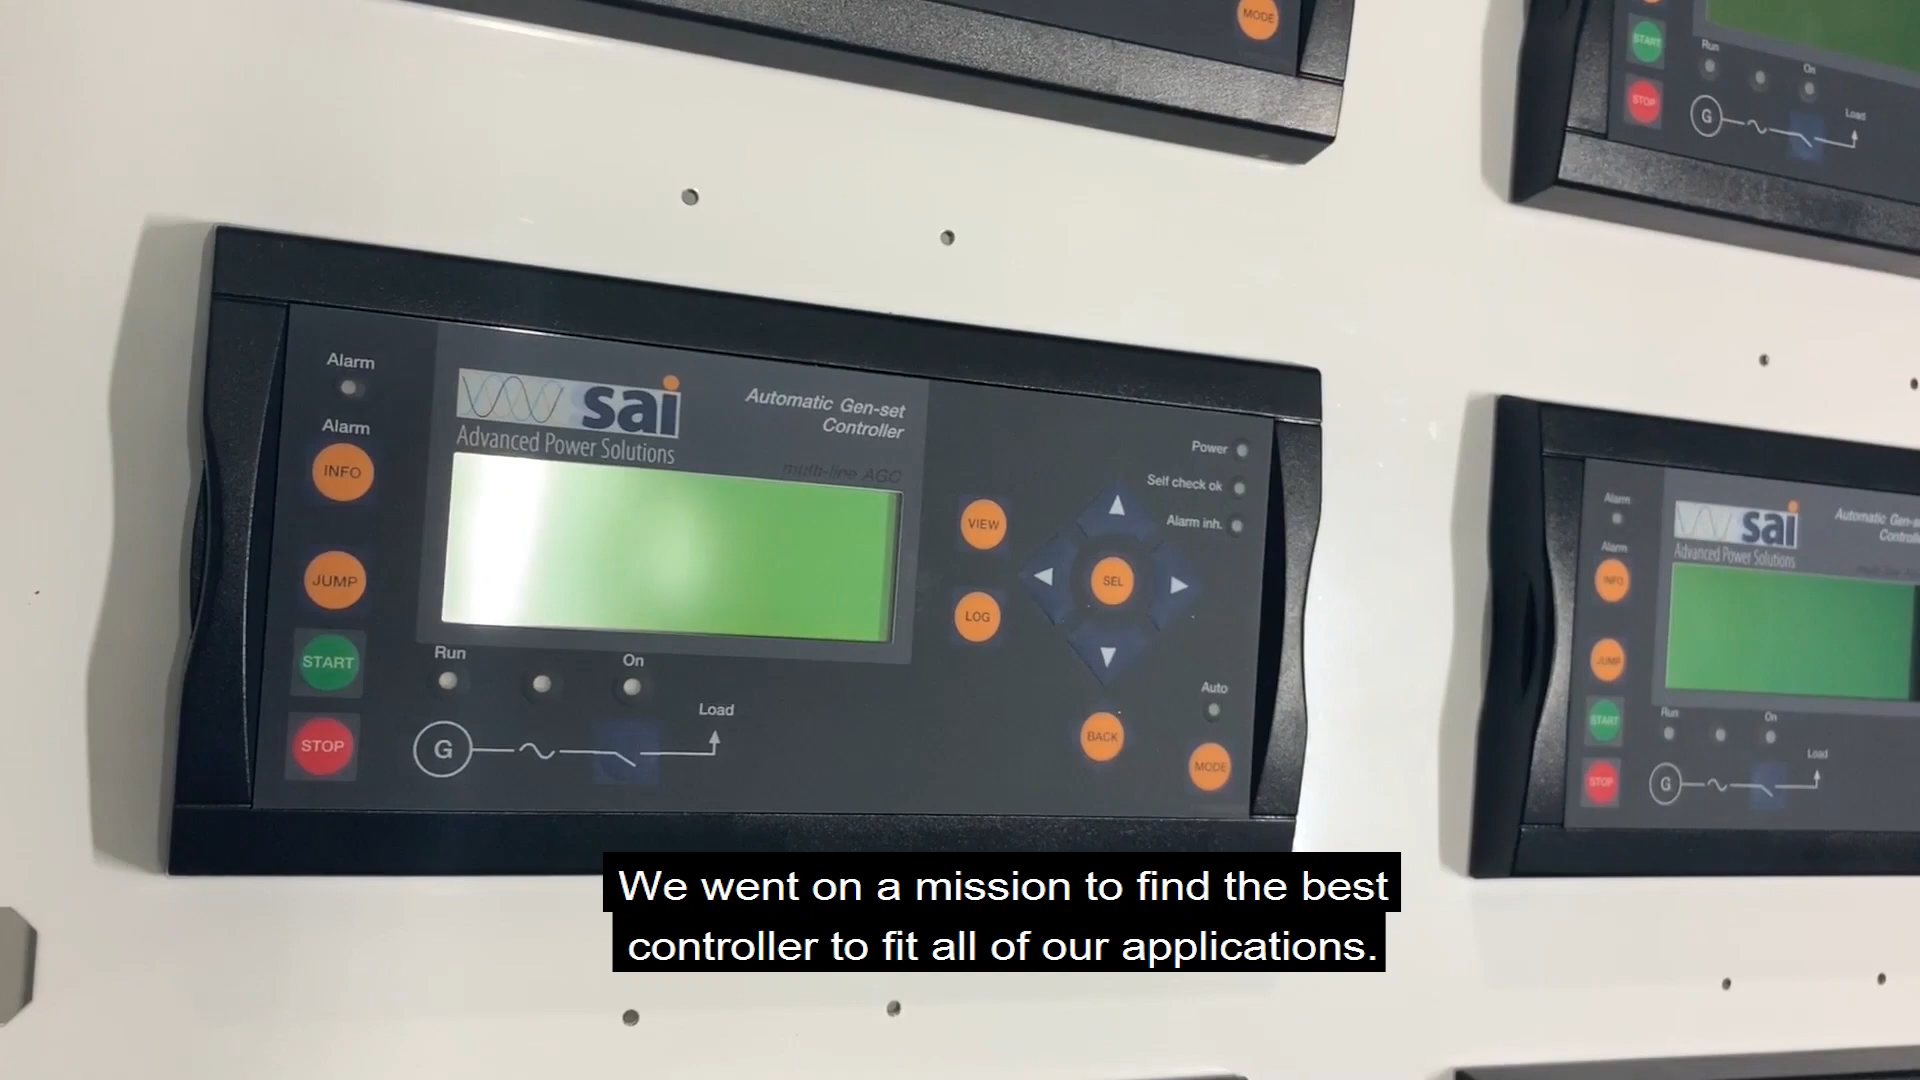 MODE
START
STOP
Run
On
G
Load
Alarm
Alarm
INFO
JUMP
START
STOP
sai
Advanced Power Solutions
Automatic Gen-set
Controller
multi-line AGC
Run
On
Load
G
VIEW
LOG
SEL
BACK
Power
Self check ok
Alarm inh.
Auto
MODE
Alarm
Alarm
INFO
JUMP
START
STOP
sai
Advanced Power Solutions
Automatic
Run
On
Load
G
We went on a mission to find the best
controller to fit all of our applications.